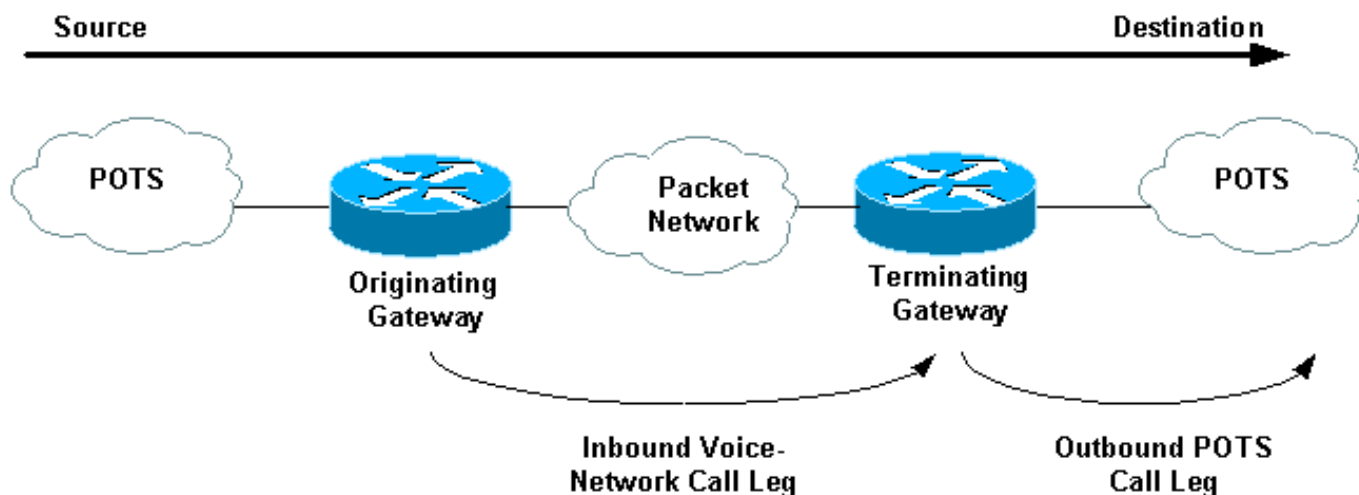 Source
Destination
POTS
Packet
Network
POTS
Originating
Gateway
Terminating
Gateway
Inbound Voice-
Network Call Leg
Outbound POTS
Call Leg